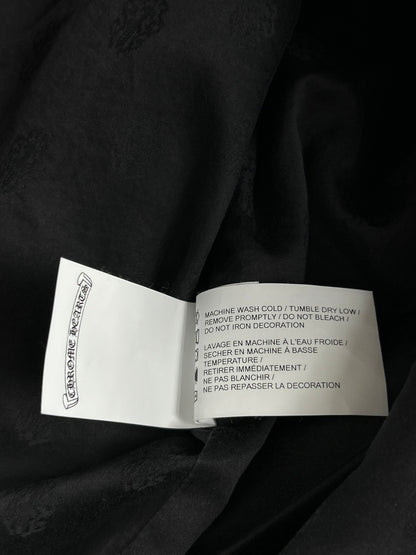 CHROME HEARTS
MACHINE WASH COLD / TUMBLE DRY LOW /
REMOVE PROMPTLY / DO NOT BLEACH /
DO NOT IRON DECORATION
LAVAGE EN MACHINE À L'EAU FROIDE /
SECHER EN MACHINE À BASSE
TEMPERATURE /
RETIRER IMMÉDIATEMENT /
NE PAS BLANCHIR /
NE PAS REPASSER LA DECORATION